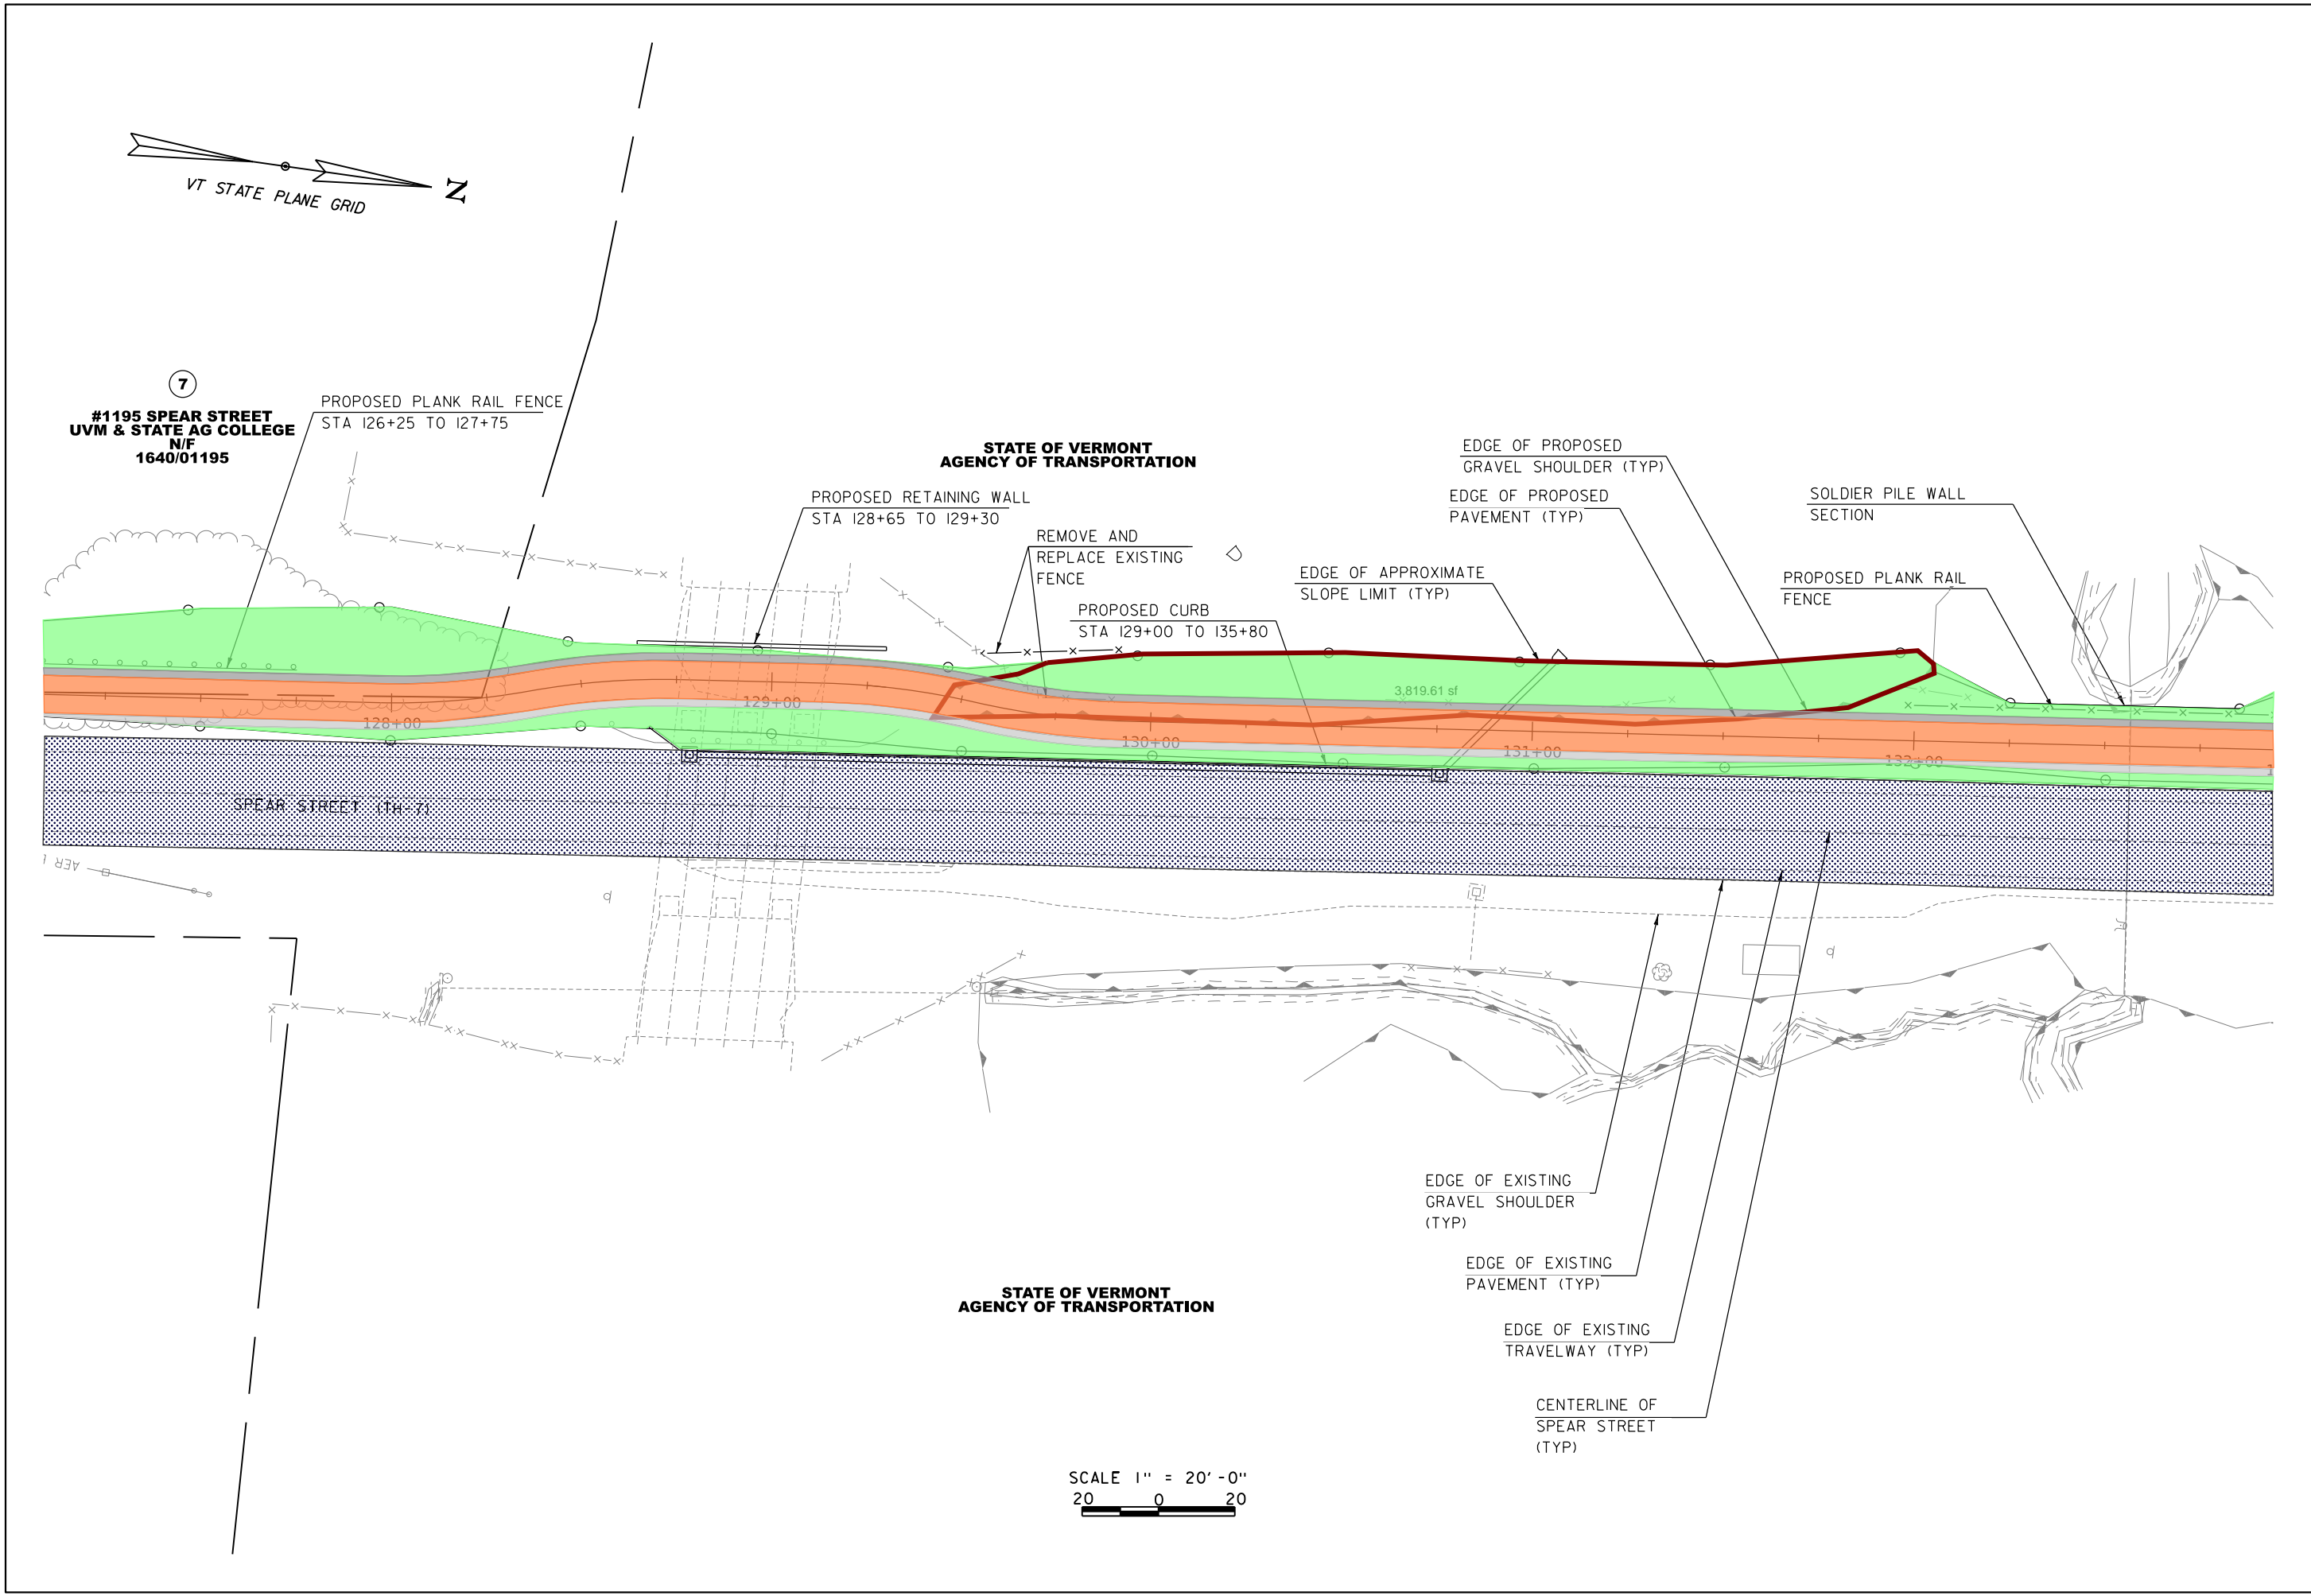 N
VT STATE PLANE GRID
7
#1195 SPEAR STREET
UVM & STATE AG COLLEGE
N/F
1640/01195
PROPOSED PLANK RAIL FENCE
STA 126+25 TO 127+75
STATE OF VERMONT
AGENCY OF TRANSPORTATION
PROPOSED RETAINING WALL
STA 128+65 TO 129+30
REMOVE AND
REPLACE EXISTING
FENCE
PROPOSED CURB
STA 129+00 TO 135+80
EDGE OF APPROXIMATE
SLOPE LIMIT (TYP)
EDGE OF PROPOSED
GRAVEL SHOULDER (TYP)
EDGE OF PROPOSED
PAVEMENT (TYP)
SOLDIER PILE WALL
SECTION
PROPOSED PLANK RAIL
FENCE
3,819.61 sf
128+00
129+00
130+00
131+00
132+00
1
SPEAR STREET (TH-7)
AER
EDGE OF EXISTING
GRAVEL SHOULDER
(TYP)
EDGE OF EXISTING
PAVEMENT (TYP)
EDGE OF EXISTING
TRAVELWAY (TYP)
CENTERLINE OF
SPEAR STREET
(TYP)
STATE OF VERMONT
AGENCY OF TRANSPORTATION
SCALE 1" = 20'-0"
20 0 20